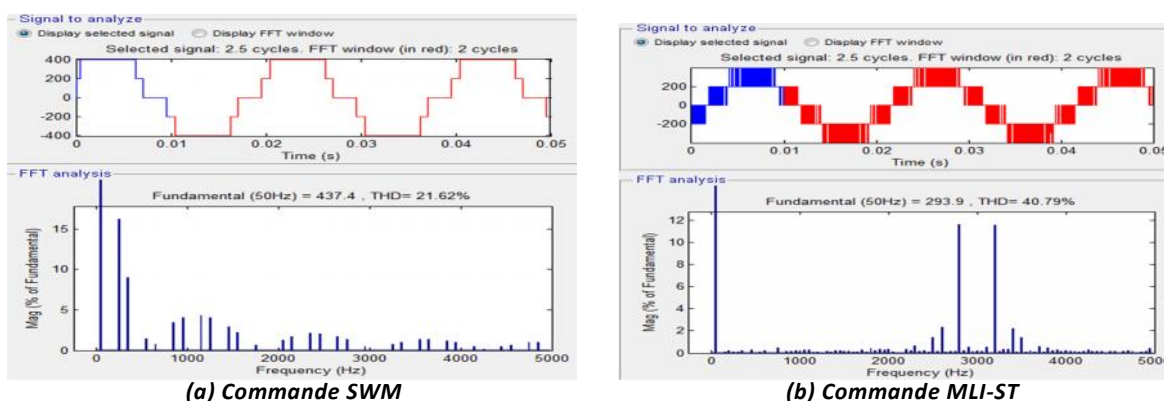 Signal to analyze
Display selected signal Display FFT window
Selected signal: 2.5 cycles. FFT window (in red): 2 cycles
400
200
0
-200
-400
0 0.01 0.02 0.03 0.04 0.05
Time (s)
FFT analysis
Fundamental (50Hz) = 437.4 , THD= 21.62%
Mag (% of Fundamental)
15
10
5
0
0 1000 2000 3000 4000 5000
Frequency (Hz)
(a) Commande SWM
Signal to analyze
Display selected signal Display FFT window
Selected signal: 2.5 cycles. FFT window (in red): 2 cycles
200
0
-200
0 0.01 0.02 0.03 0.04 0.05
Time (s)
FFT analysis
Fundamental (50Hz) = 293.9 , THD= 40.79%
Mag (% of Fundamental)
12
10
8
6
4
2
0
0 1000 2000 3000 4000 5000
Frequency (Hz)
(b) Commande MLI-ST